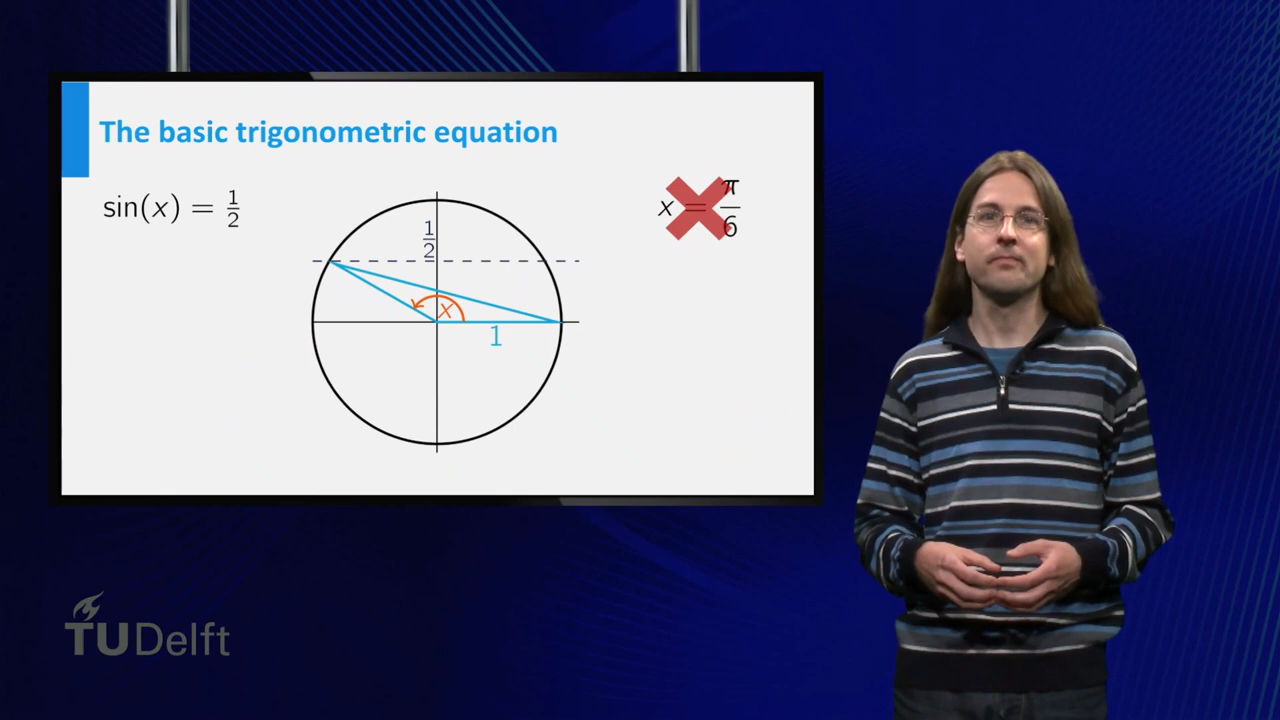 The basic trigonometric equation
sin(x) = 1/2
x = π/6
1/2
x
1
TUDelft